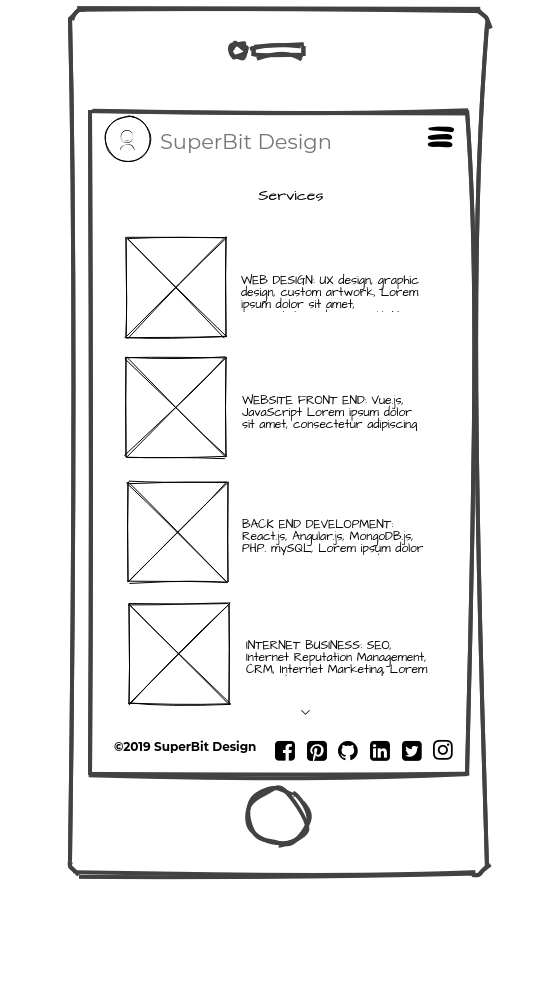 SuperBit Design
Services
WEB DESIGN: UX design, graphic
design, custom artwork, Lorem
ipsum dolor sit amet,
WEBSITE FRONT END: Vue.js,
JavaScript Lorem ipsum dolor
sit amet, consectetur adipiscing
BACK END DEVELOPMENT:
React.js, Angular.js, MongoDB.js,
PHP. mySQL, Lorem ipsum dolor
INTERNET BUSINESS: SEO,
Internet Reputation Management,
CRM, Internet Marketing, Lorem
©2019 SuperBit Design